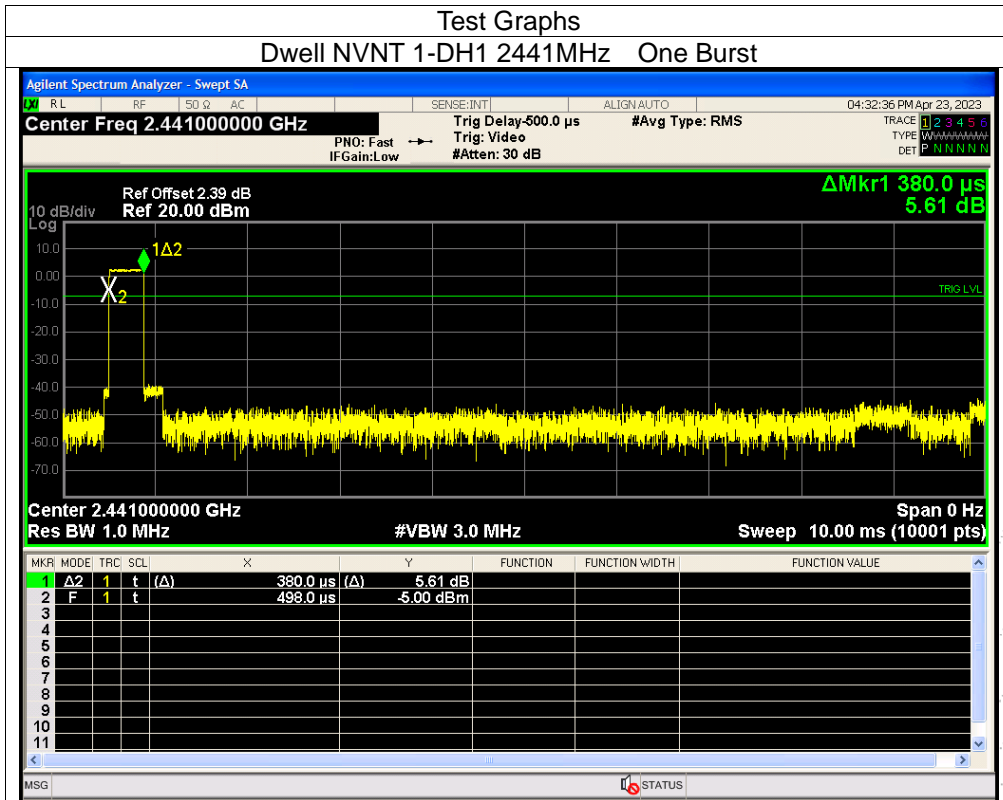 Test Graphs
Dwell NVNT 1-DH1 2441MHz One Burst
Agilent Spectrum Analyzer - Swept SA
LXI RL RF 50 Ω AC SENSE:INT ALIGN AUTO 04:32:36 PM Apr 23, 2023
Center Freq 2.441000000 GHz Trig Delay-500.0 µs #Avg Type: RMS TRACE 1 2 3 4 5 6
PNO: Fast Trig: Video TYPE WWWWWW
IFGain:Low #Atten: 30 dB DET P N N N N N
ΔMkr1 380.0 µs
5.61 dB
Ref Offset 2.39 dB
10 dB/div Ref 20.00 dBm
Log
10.0
1Δ2
0.00
2
TRIG LVL
-10.0
-20.0
-30.0
-40.0
-50.0
-60.0
-70.0
Center 2.441000000 GHz Span 0 Hz
Res BW 1.0 MHz #VBW 3.0 MHz Sweep 10.00 ms (10001 pts)
MKR MODE TRC SCL X Y FUNCTION FUNCTION WIDTH FUNCTION VALUE
1 Δ2 1 t (Δ) 380.0 µs (Δ) 5.61 dB
2 F 1 t 498.0 µs -5.00 dBm
3
4
5
6
7
8
9
10
11
MSG STATUS